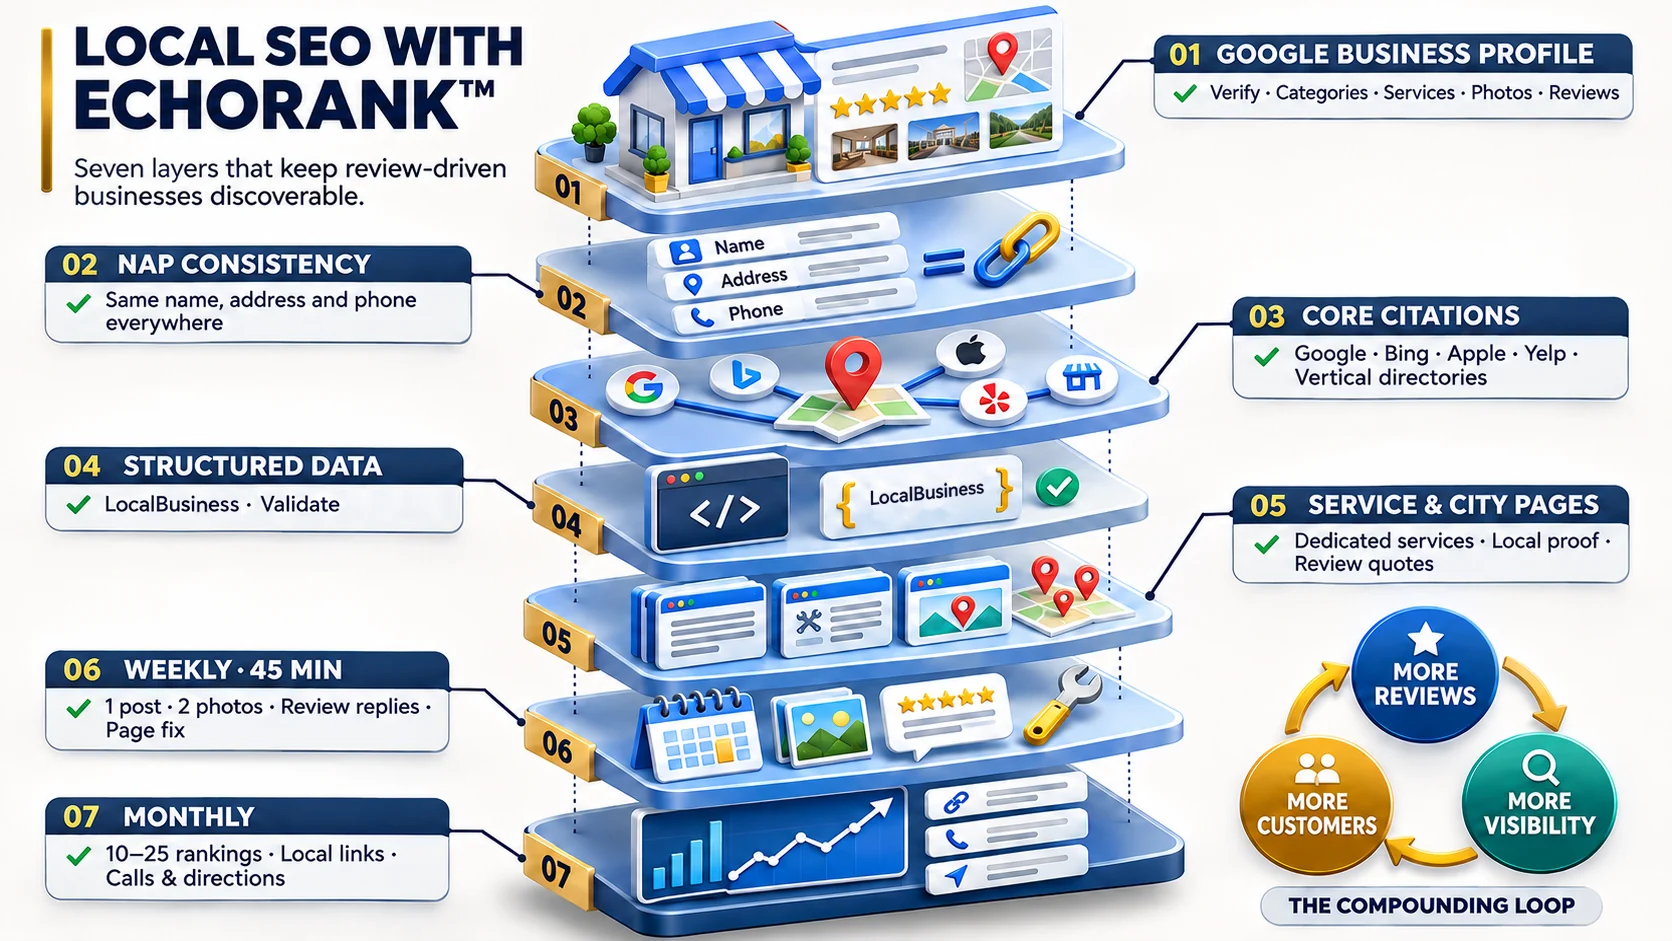 LOCAL SEO WITH
ECHORANK™
Seven layers that keep review-driven
businesses discoverable.
01 GOOGLE BUSINESS PROFILE
Verify · Categories · Services · Photos · Reviews
02 NAP CONSISTENCY
Same name, address and phone
everywhere
03 CORE CITATIONS
Google · Bing · Apple · Yelp ·
Vertical directories
04 STRUCTURED DATA
LocalBusiness · Validate
05 SERVICE & CITY PAGES
Dedicated services · Local proof ·
Review quotes
06 WEEKLY · 45 MIN
1 post · 2 photos · Review replies ·
Page fix
07 MONTHLY
10–25 rankings · Local links ·
Calls & directions
01
02
Name
Address
Phone
=
03
G
b
04
</>
{ LocalBusiness }
05
06
07
MORE
REVIEWS
MORE
VISIBILITY
MORE
CUSTOMERS
THE COMPOUNDING LOOP